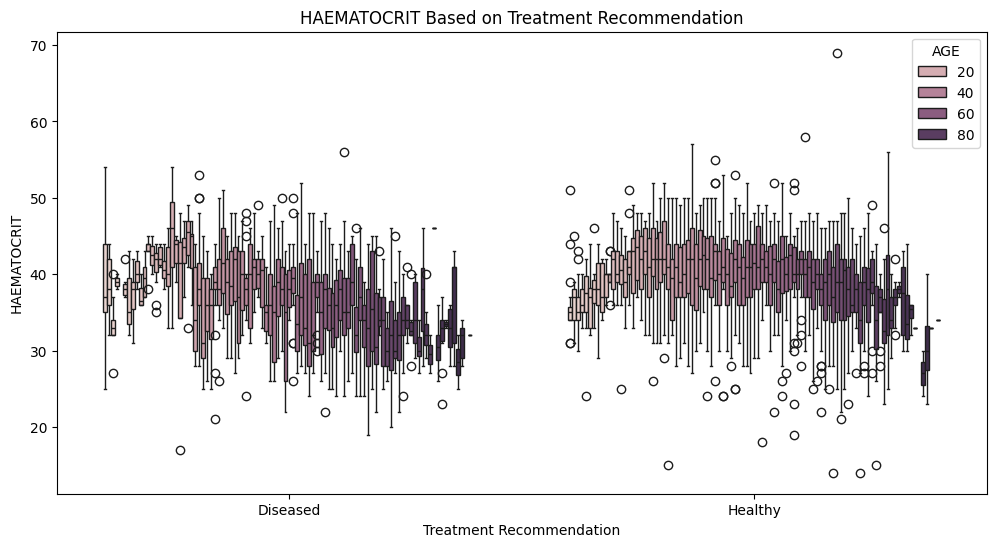 HAEMATOCRIT Based on Treatment Recommendation
AGE
20
40
60
80
HAEMATOCRIT
70
60
50
40
30
20
Diseased
Healthy
Treatment Recommendation